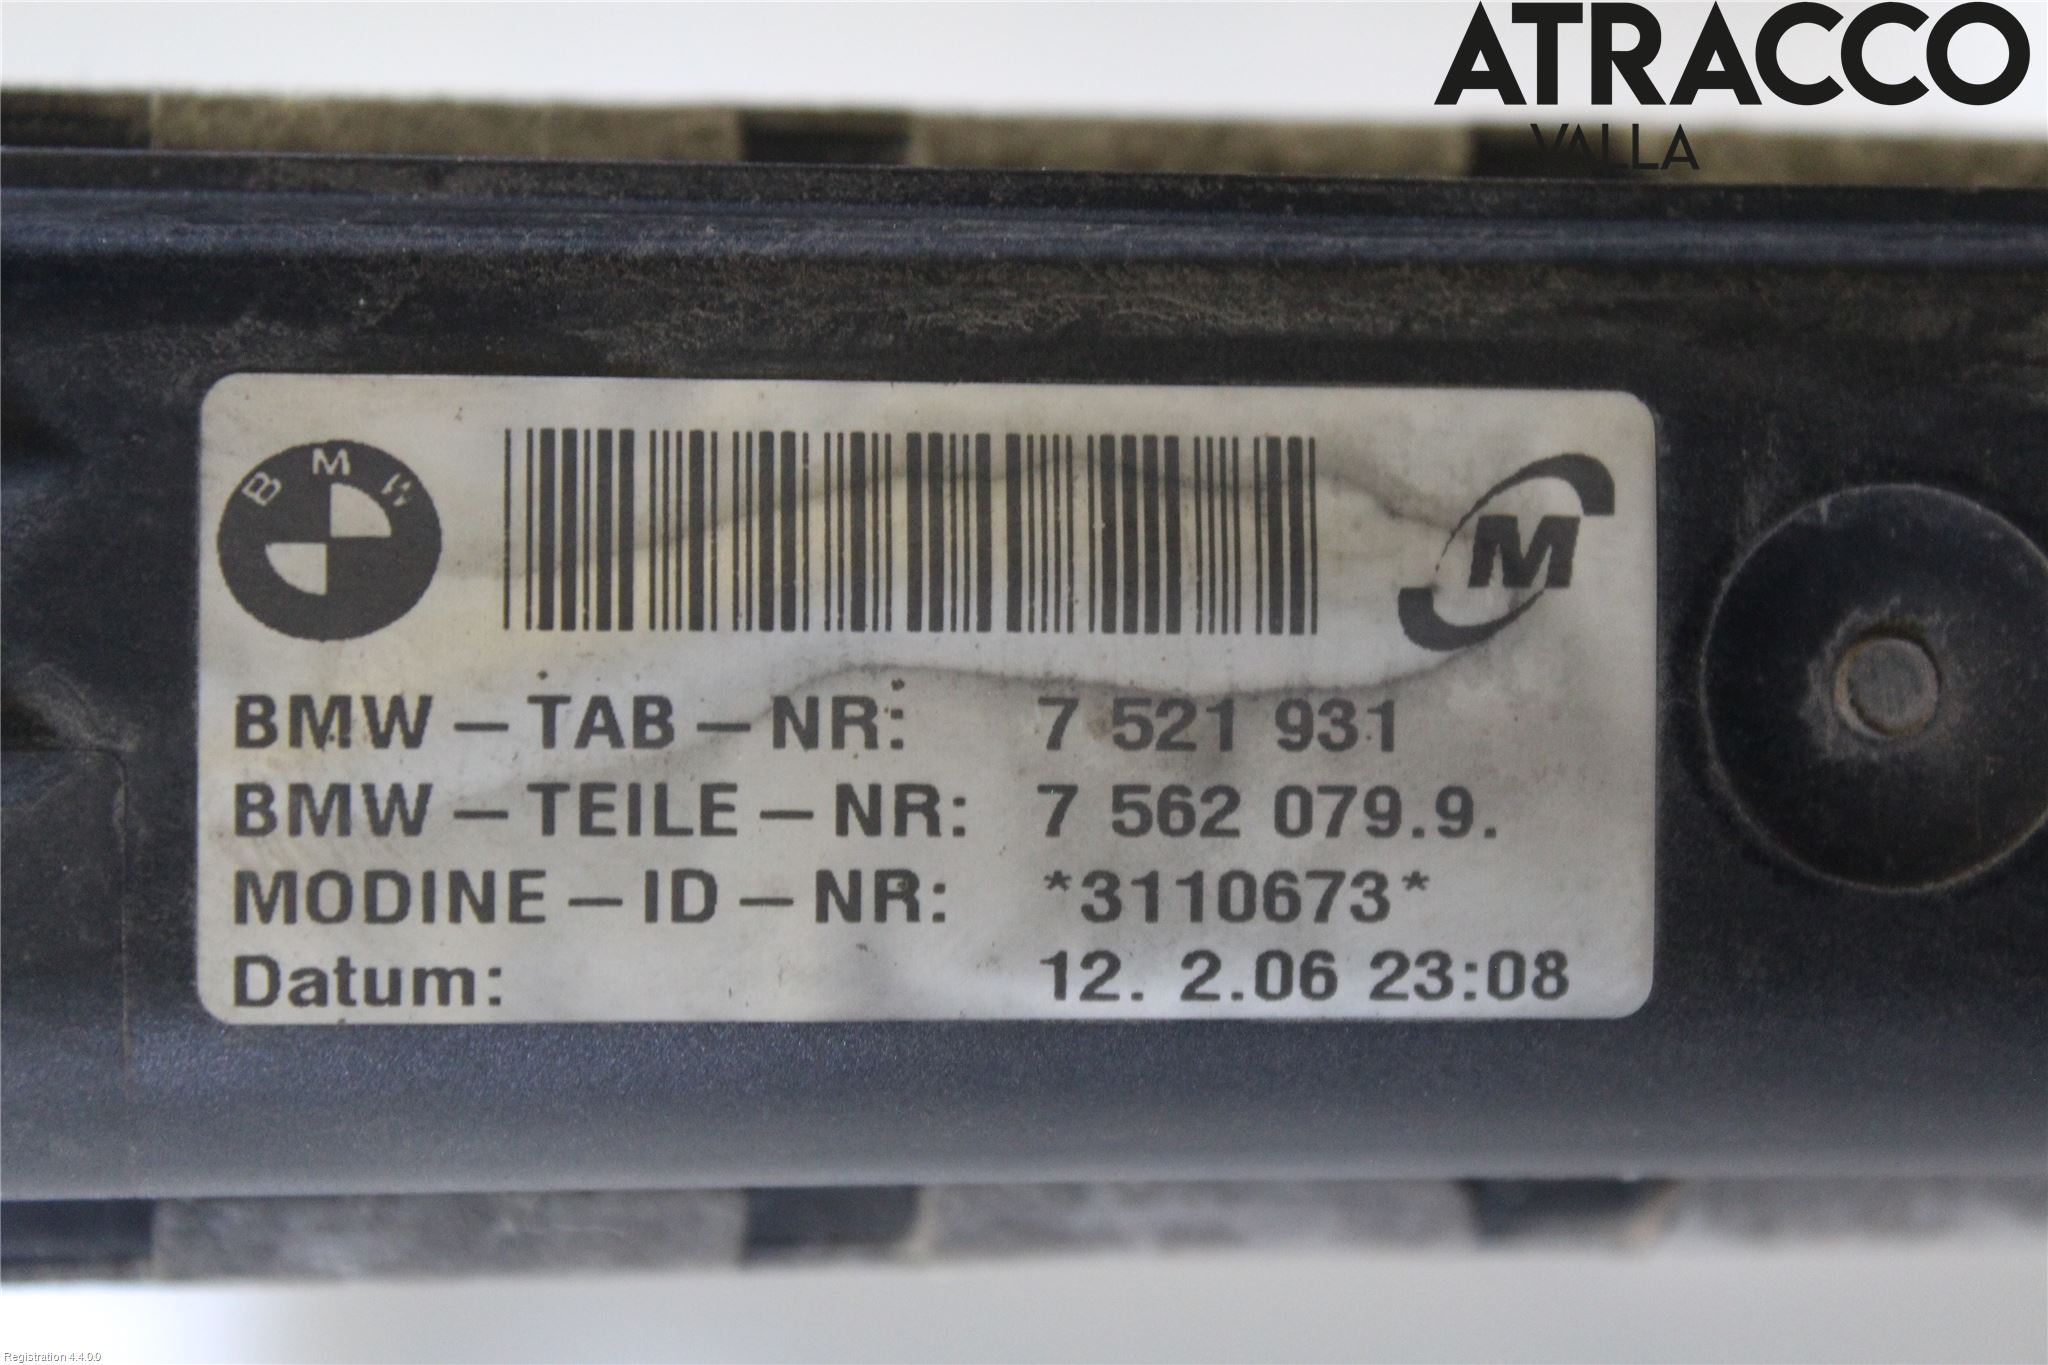 ATRACCO
VALLA
BMW
M
BMW – TAB – NR: 7 521 931
BMW – TEILE – NR: 7 562 079.9.
MODINE – ID – NR: *3110673*
Datum: 12. 2.06 23:08
Registration 4.4.0.0